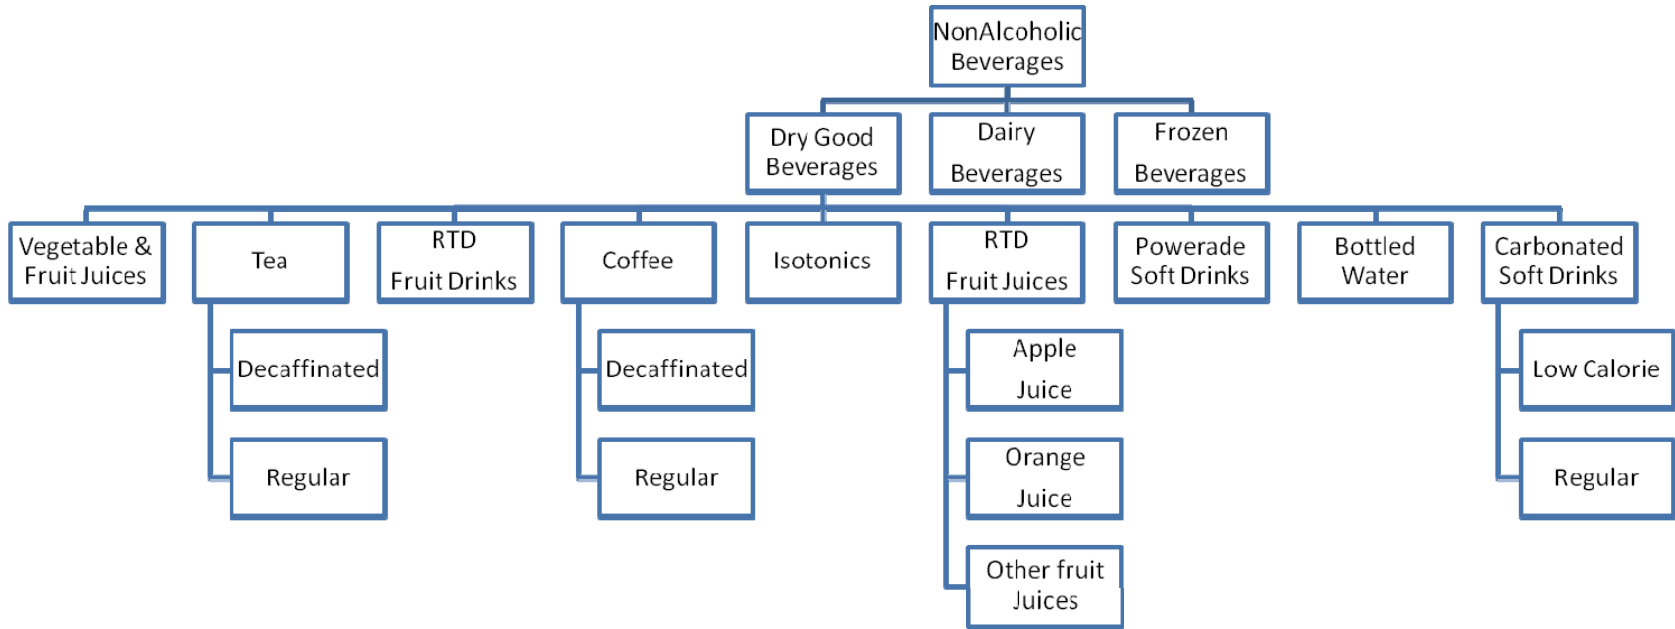 NonAlcoholic
Beverages
Dry Good
Beverages
Dairy
Beverages
Frozen
Beverages
Vegetable &
Fruit Juices
Tea
RTD
Fruit Drinks
Coffee
Isotonics
RTD
Fruit Juices
Powerade
Soft Drinks
Bottled
Water
Carbonated
Soft Drinks
Decaffinated
Regular
Decaffinated
Regular
Apple
Juice
Orange
Juice
Other fruit
Juices
Low Calorie
Regular